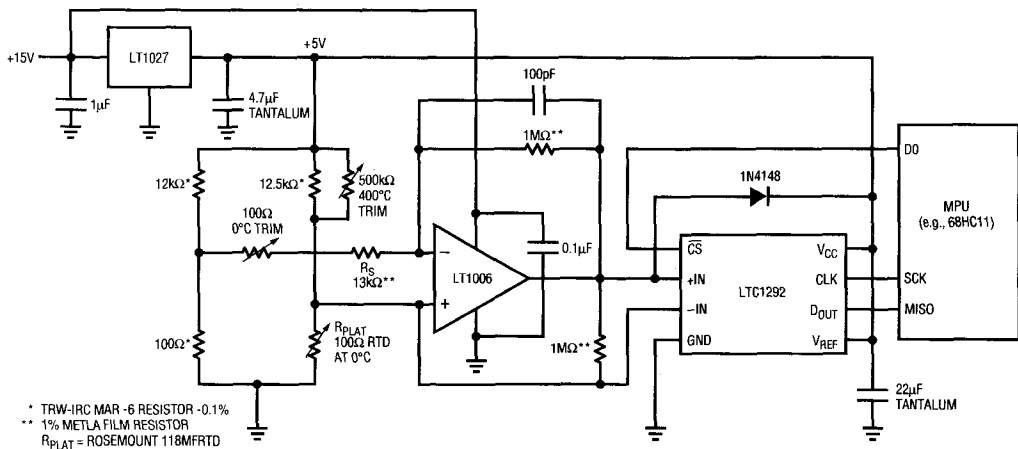 +15V
LT1027
+5V
1µF
4.7µF
TANTALUM
100pF
1MΩ**
12kΩ*
12.5kΩ*
500kΩ
400°C
TRIM
100Ω
0°C TRIM
RS
13kΩ**
−
+
LT1006
0.1µF
1N4148
100Ω*
RPLAT
100Ω RTD
AT 0°C
1MΩ**
CS
+IN
−IN
GND
LTC1292
VCC
CLK
DOUT
VREF
D0
MPU
(e.g., 68HC11)
SCK
MISO
22µF
TANTALUM
* TRW-IRC MAR -6 RESISTOR -0.1%
** 1% METLA FILM RESISTOR
RPLAT = ROSEMOUNT 118MFRTD